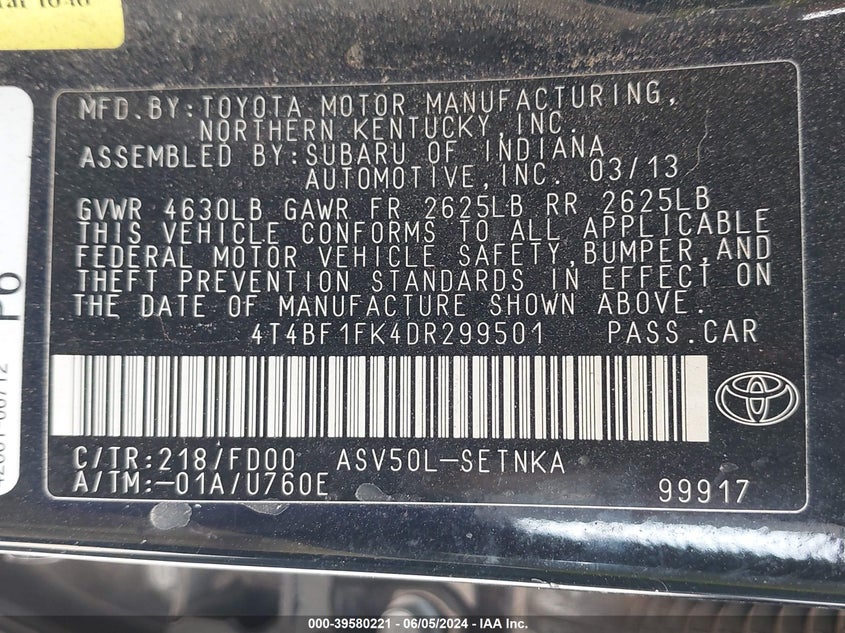 MFD.BY:TOYOTA MOTOR MANUFACTURING,
NORTHERN KENTUCKY,INC.
ASSEMBLED BY:SUBARU OF INDIANA
AUTOMOTIVE,INC. 03/13
GVWR 4630LB GAWR FR 2625LB RR 2625LB
THIS VEHICLE CONFORMS TO ALL APPLICABLE
FEDERAL MOTOR VEHICLE SAFETY,BUMPER,AND
THEFT PREVENTION STANDARDS IN EFFECT ON
THE DATE OF MANUFACTURE SHOWN ABOVE.
4T4BF1FK4DR299501 PASS.CAR
C/TR:218/FD00 ASV50L-SETNKA
A/TM:-01A/U760E 99917
000-39580221 - 06/05/2024 - IAA Inc.